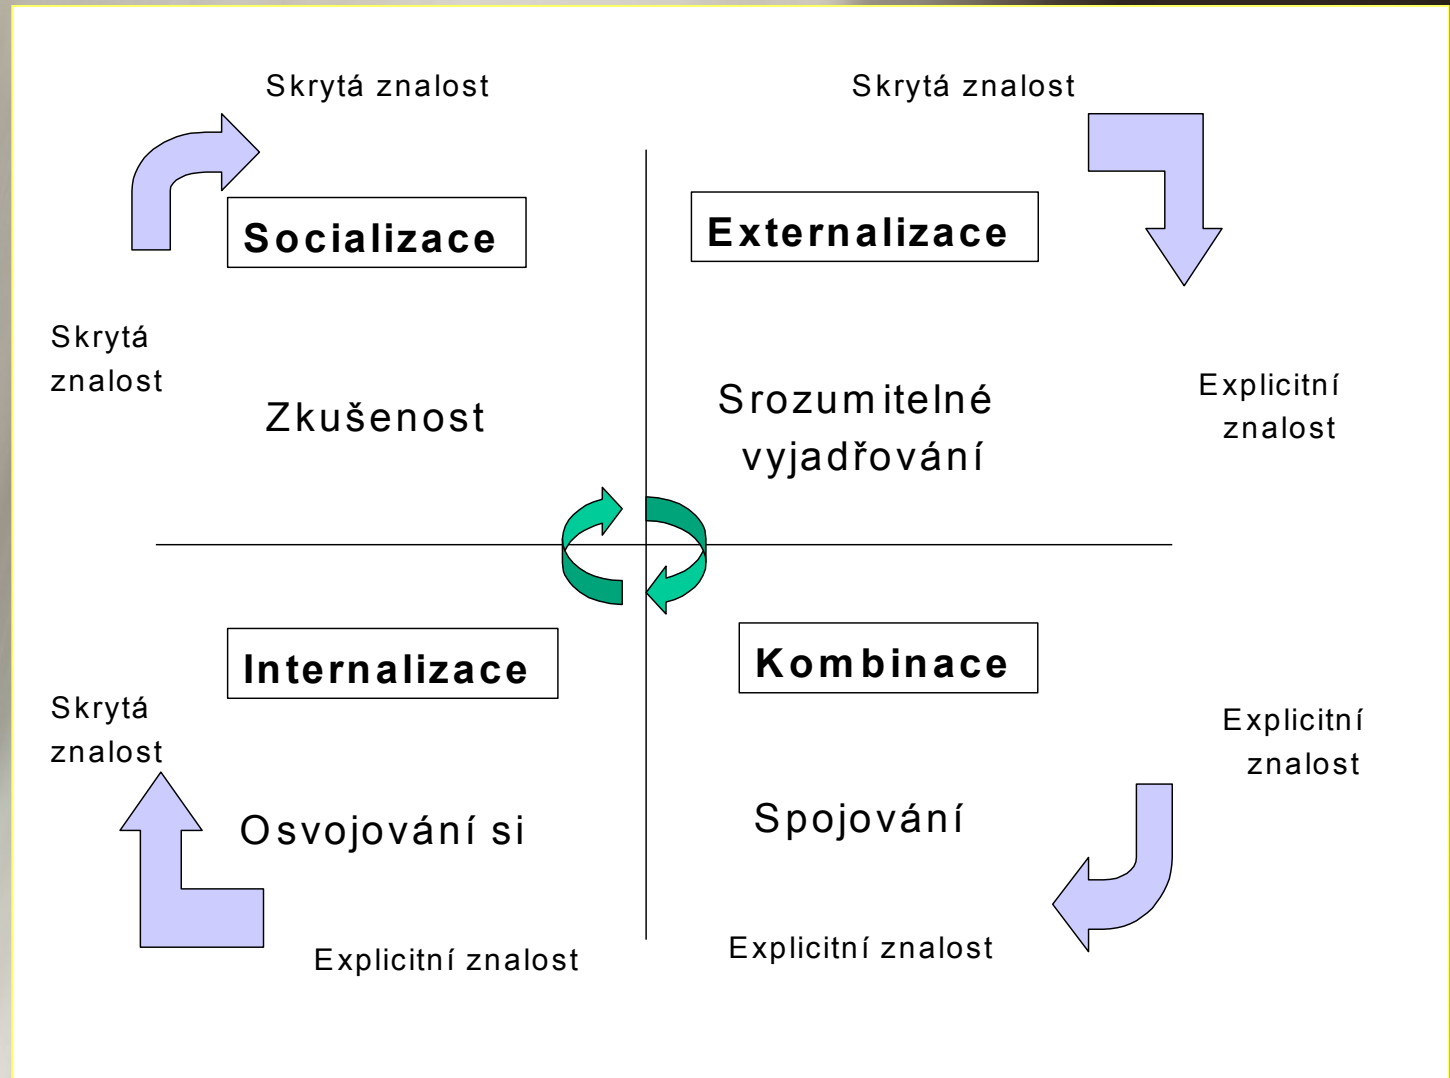 Skrytá znalost
Socializace
Skrytá
znalost
Zkušenost
Skrytá znalost
Externalizace
Srozumitelné
vyjadřování
Explicitní
znalost
Internalizace
Skrytá
znalost
Osvojování si
Explicitní znalost
Kombinace
Explicitní
znalost
Spojování
Explicitní znalost